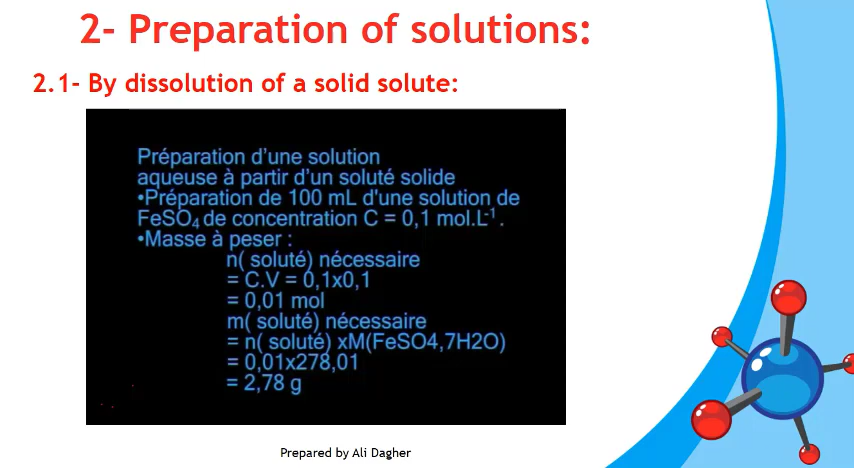 2- Preparation of solutions:
2.1- By dissolution of a solid solute:
Préparation d’une solution
aqueuse à partir d’un soluté solide
•Préparation de 100 mL d'une solution de
FeSO₄ de concentration C = 0,1 mol.L⁻¹.
•Masse à peser :
n( soluté) nécessaire
= C.V = 0,1x0,1
= 0,01 mol
m( soluté) nécessaire
= n( soluté) xM(FeSO4,7H2O)
= 0,01x278,01
= 2,78 g
Prepared by Ali Dagher